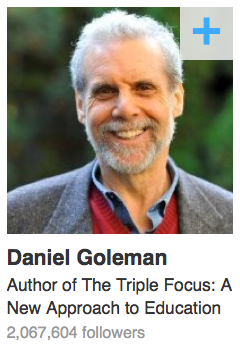 Daniel Goleman
Author of The Triple Focus: A
New Approach to Education
2,067,604 followers